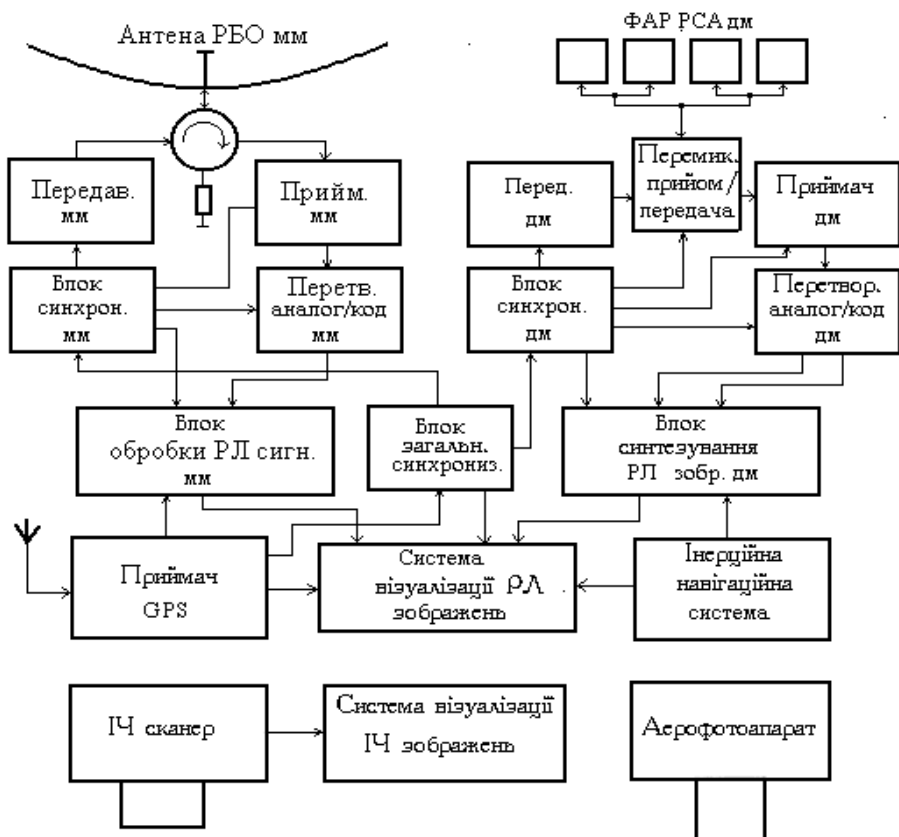 Антена РБО мм
ФАР РСА дм
Передав.
мм
Прийм.
мм
Перед.
дм
Перемик.
прийом/
передача
Приймач
дм
Блок
синхрон.
мм
Перетв.
аналог/код
мм
Блок
синхрон.
дм
Перетвор.
аналог/код
дм
Блок
обробки РЛ сигн.
мм
Блок
загальн.
синхрониз.
Блок
синтезування
РЛ зобр. дм
Приймач
GPS
Система
візуалізації РЛ
зображень
Інерційна
навігаційна
система
ІЧ сканер
Система візуалізації
ІЧ зображень
Аерофотоапарат